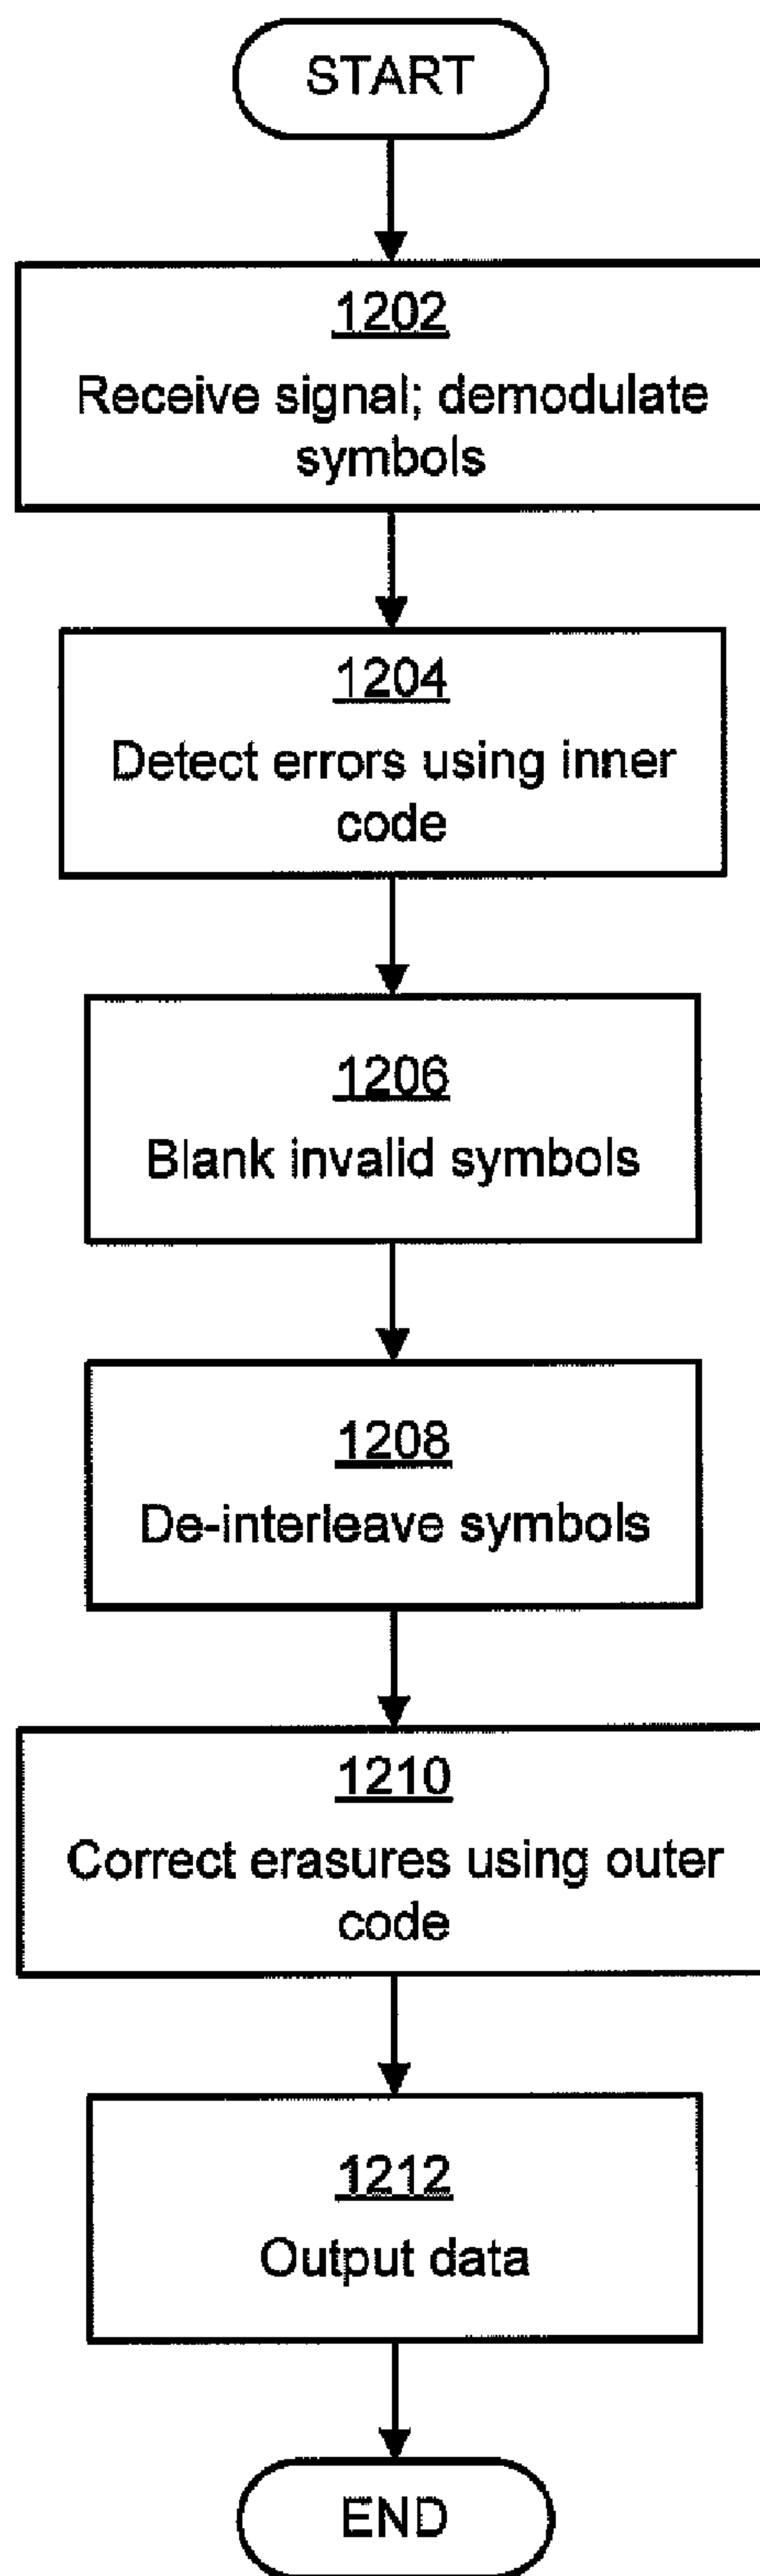 START
1202
Receive signal; demodulate
symbols
1204
Detect errors using inner
code
1206
Blank invalid symbols
1208
De-interleave symbols
1210
Correct erasures using outer
code
1212
Output data
END